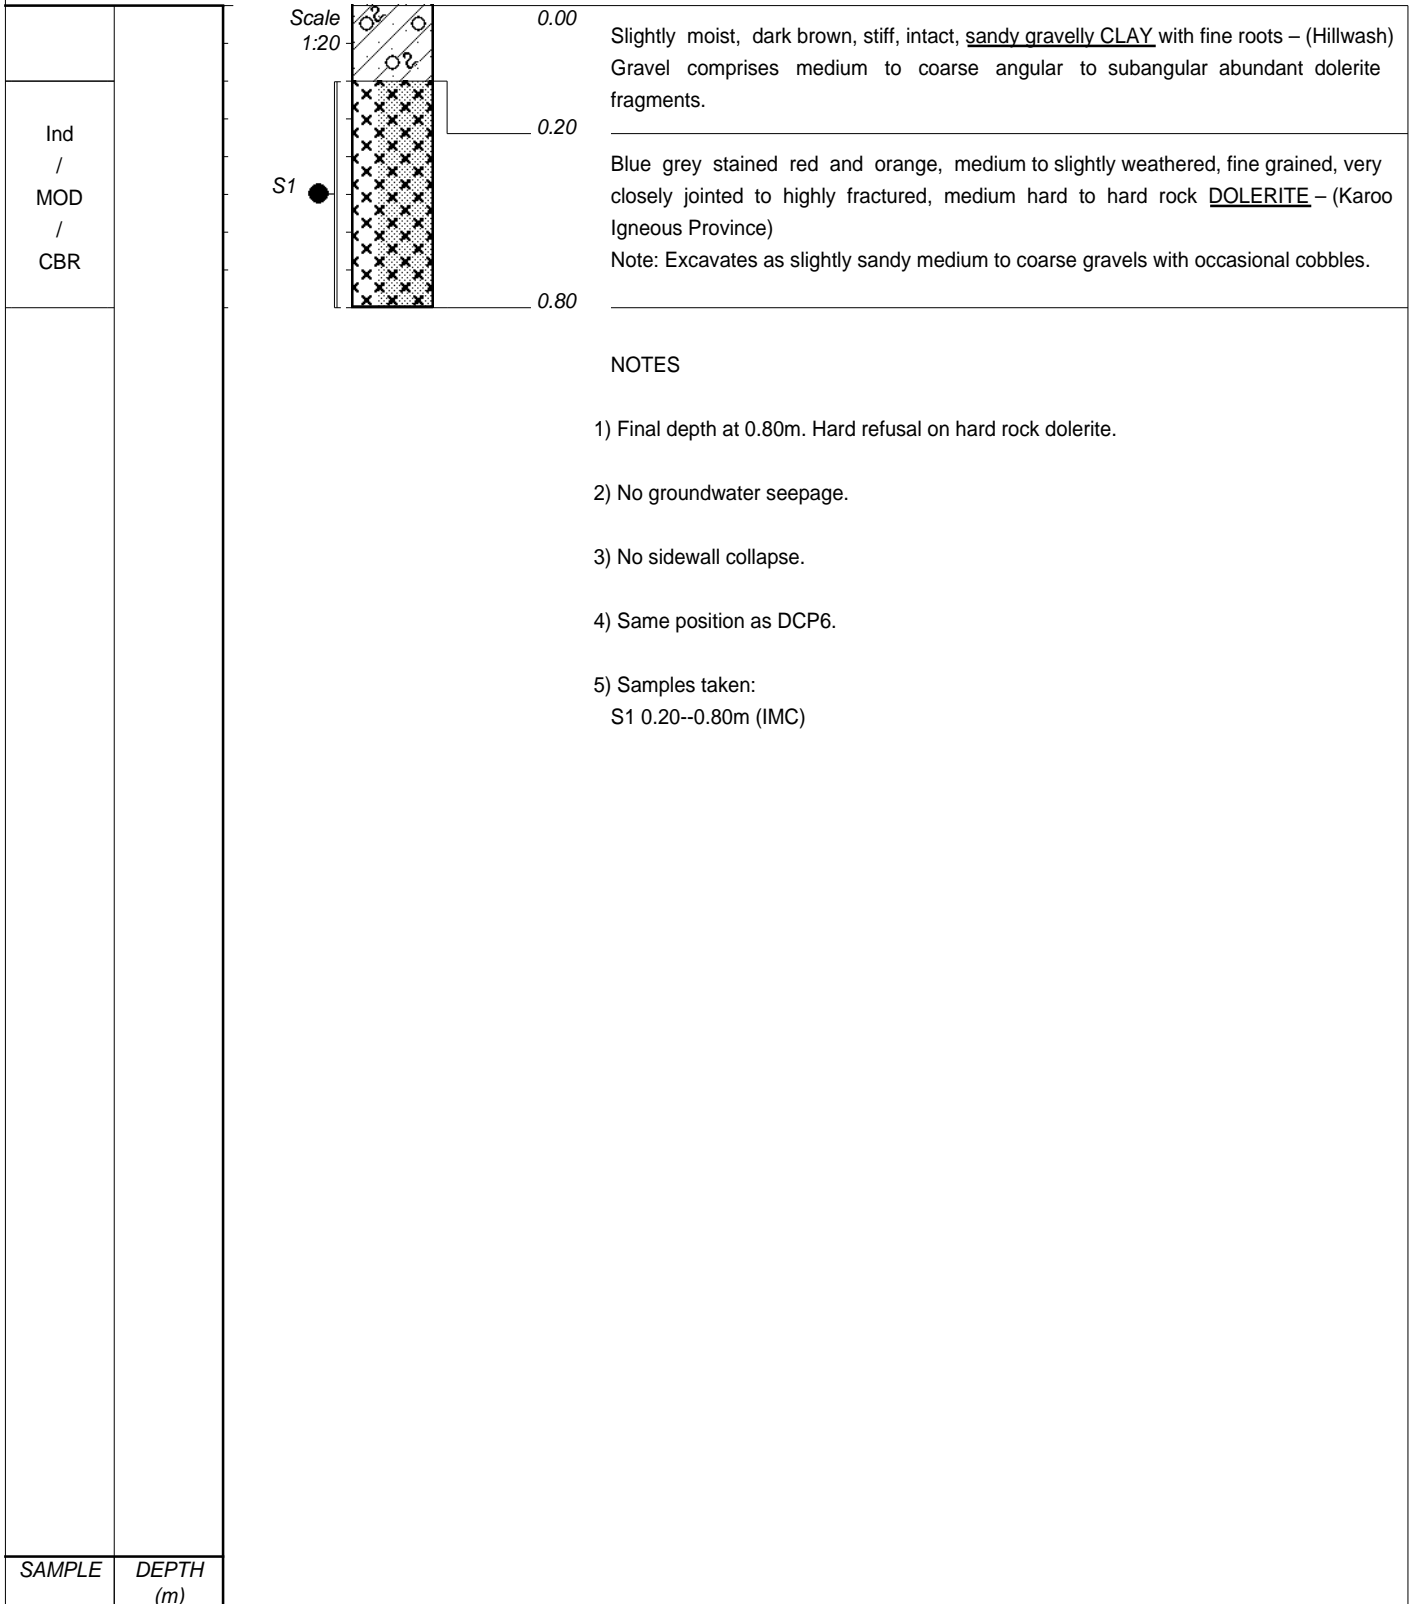 Scale
1:20
0.00
Slightly moist, dark brown, stiff, intact, sandy gravelly CLAY with fine roots – (Hillwash)
Gravel comprises medium to coarse angular to subangular abundant dolerite
fragments.
0.20
Ind
/
MOD
/
CBR
S1
Blue grey stained red and orange, medium to slightly weathered, fine grained, very
closely jointed to highly fractured, medium hard to hard rock DOLERITE – (Karoo
Igneous Province)
Note: Excavates as slightly sandy medium to coarse gravels with occasional cobbles.
0.80
NOTES
1) Final depth at 0.80m. Hard refusal on hard rock dolerite.
2) No groundwater seepage.
3) No sidewall collapse.
4) Same position as DCP6.
5) Samples taken:
S1 0.20--0.80m (IMC)
SAMPLE
DEPTH
(m)